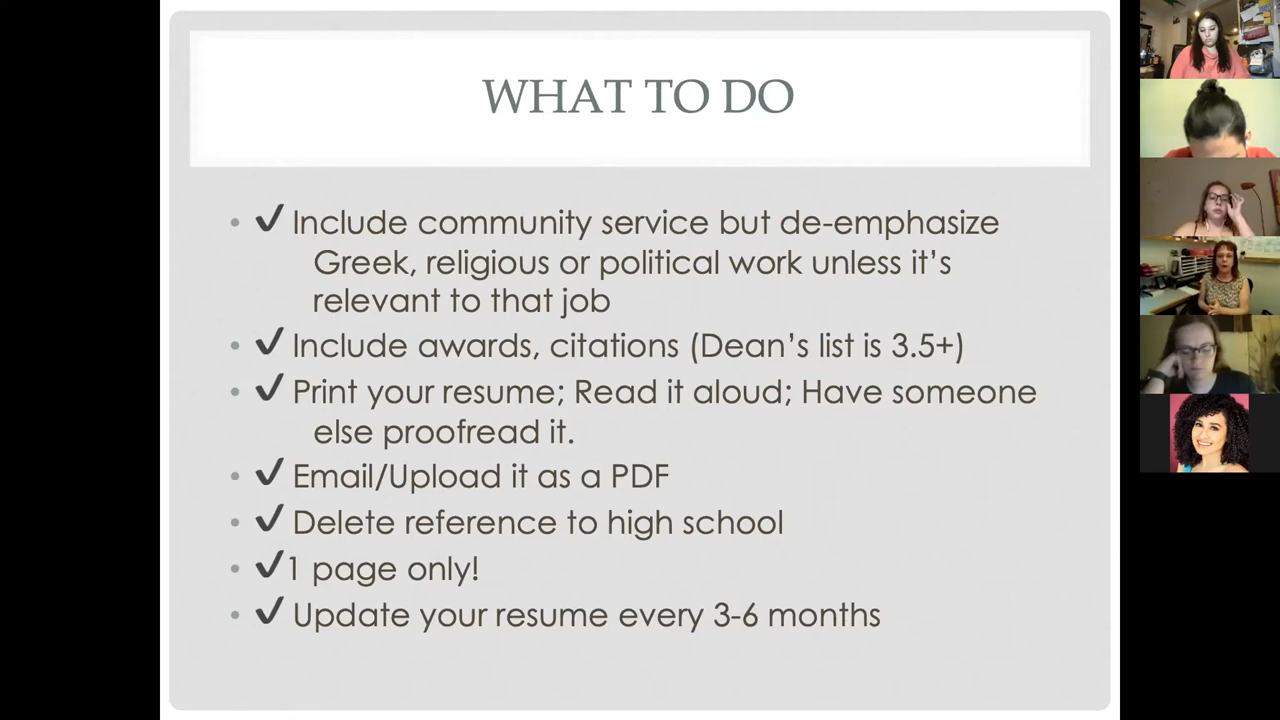 WHAT TO DO
• ✔ Include community service but de-emphasize
Greek, religious or political work unless it’s
relevant to that job
• ✔ Include awards, citations (Dean’s list is 3.5+)
• ✔ Print your resume; Read it aloud; Have someone
else proofread it.
• ✔ Email/Upload it as a PDF
• ✔ Delete reference to high school
• ✔1 page only!
• ✔ Update your resume every 3-6 months